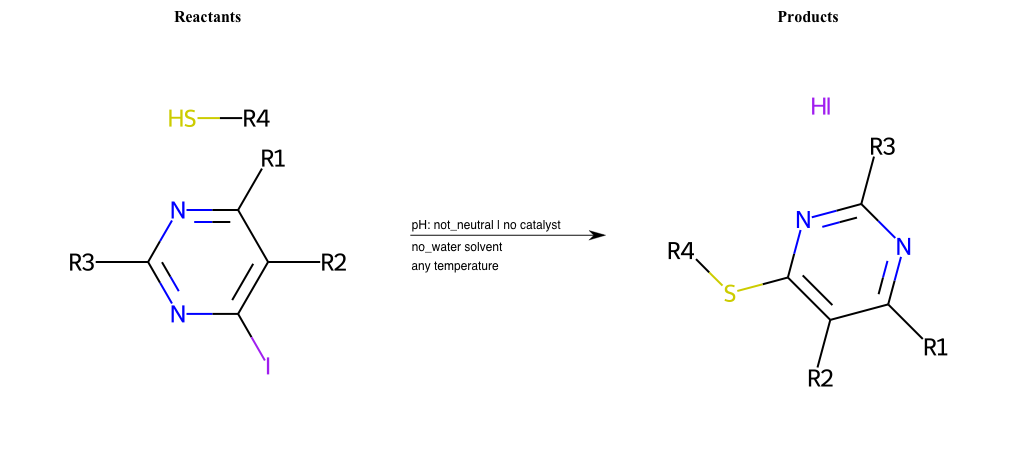 Reactants
Products
HI
HS R4
R1
R3
N
N
R2
N
N
R3
R4
N
S
R2
I
R1
R2
pH: not_neutral | no catalyst
no_water solvent
any temperature